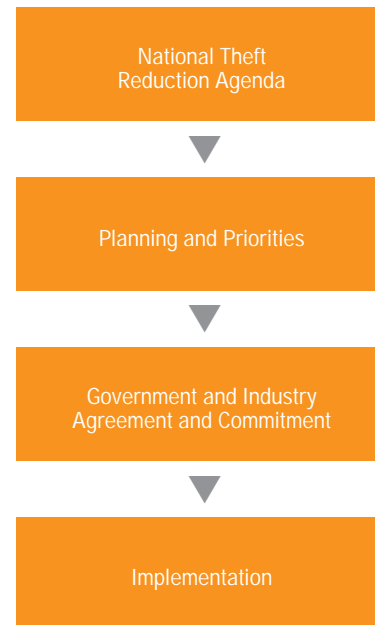 National Theft
Reduction Agenda
Planning and Priorities
Government and Industry
Agreement and Commitment
Implementation